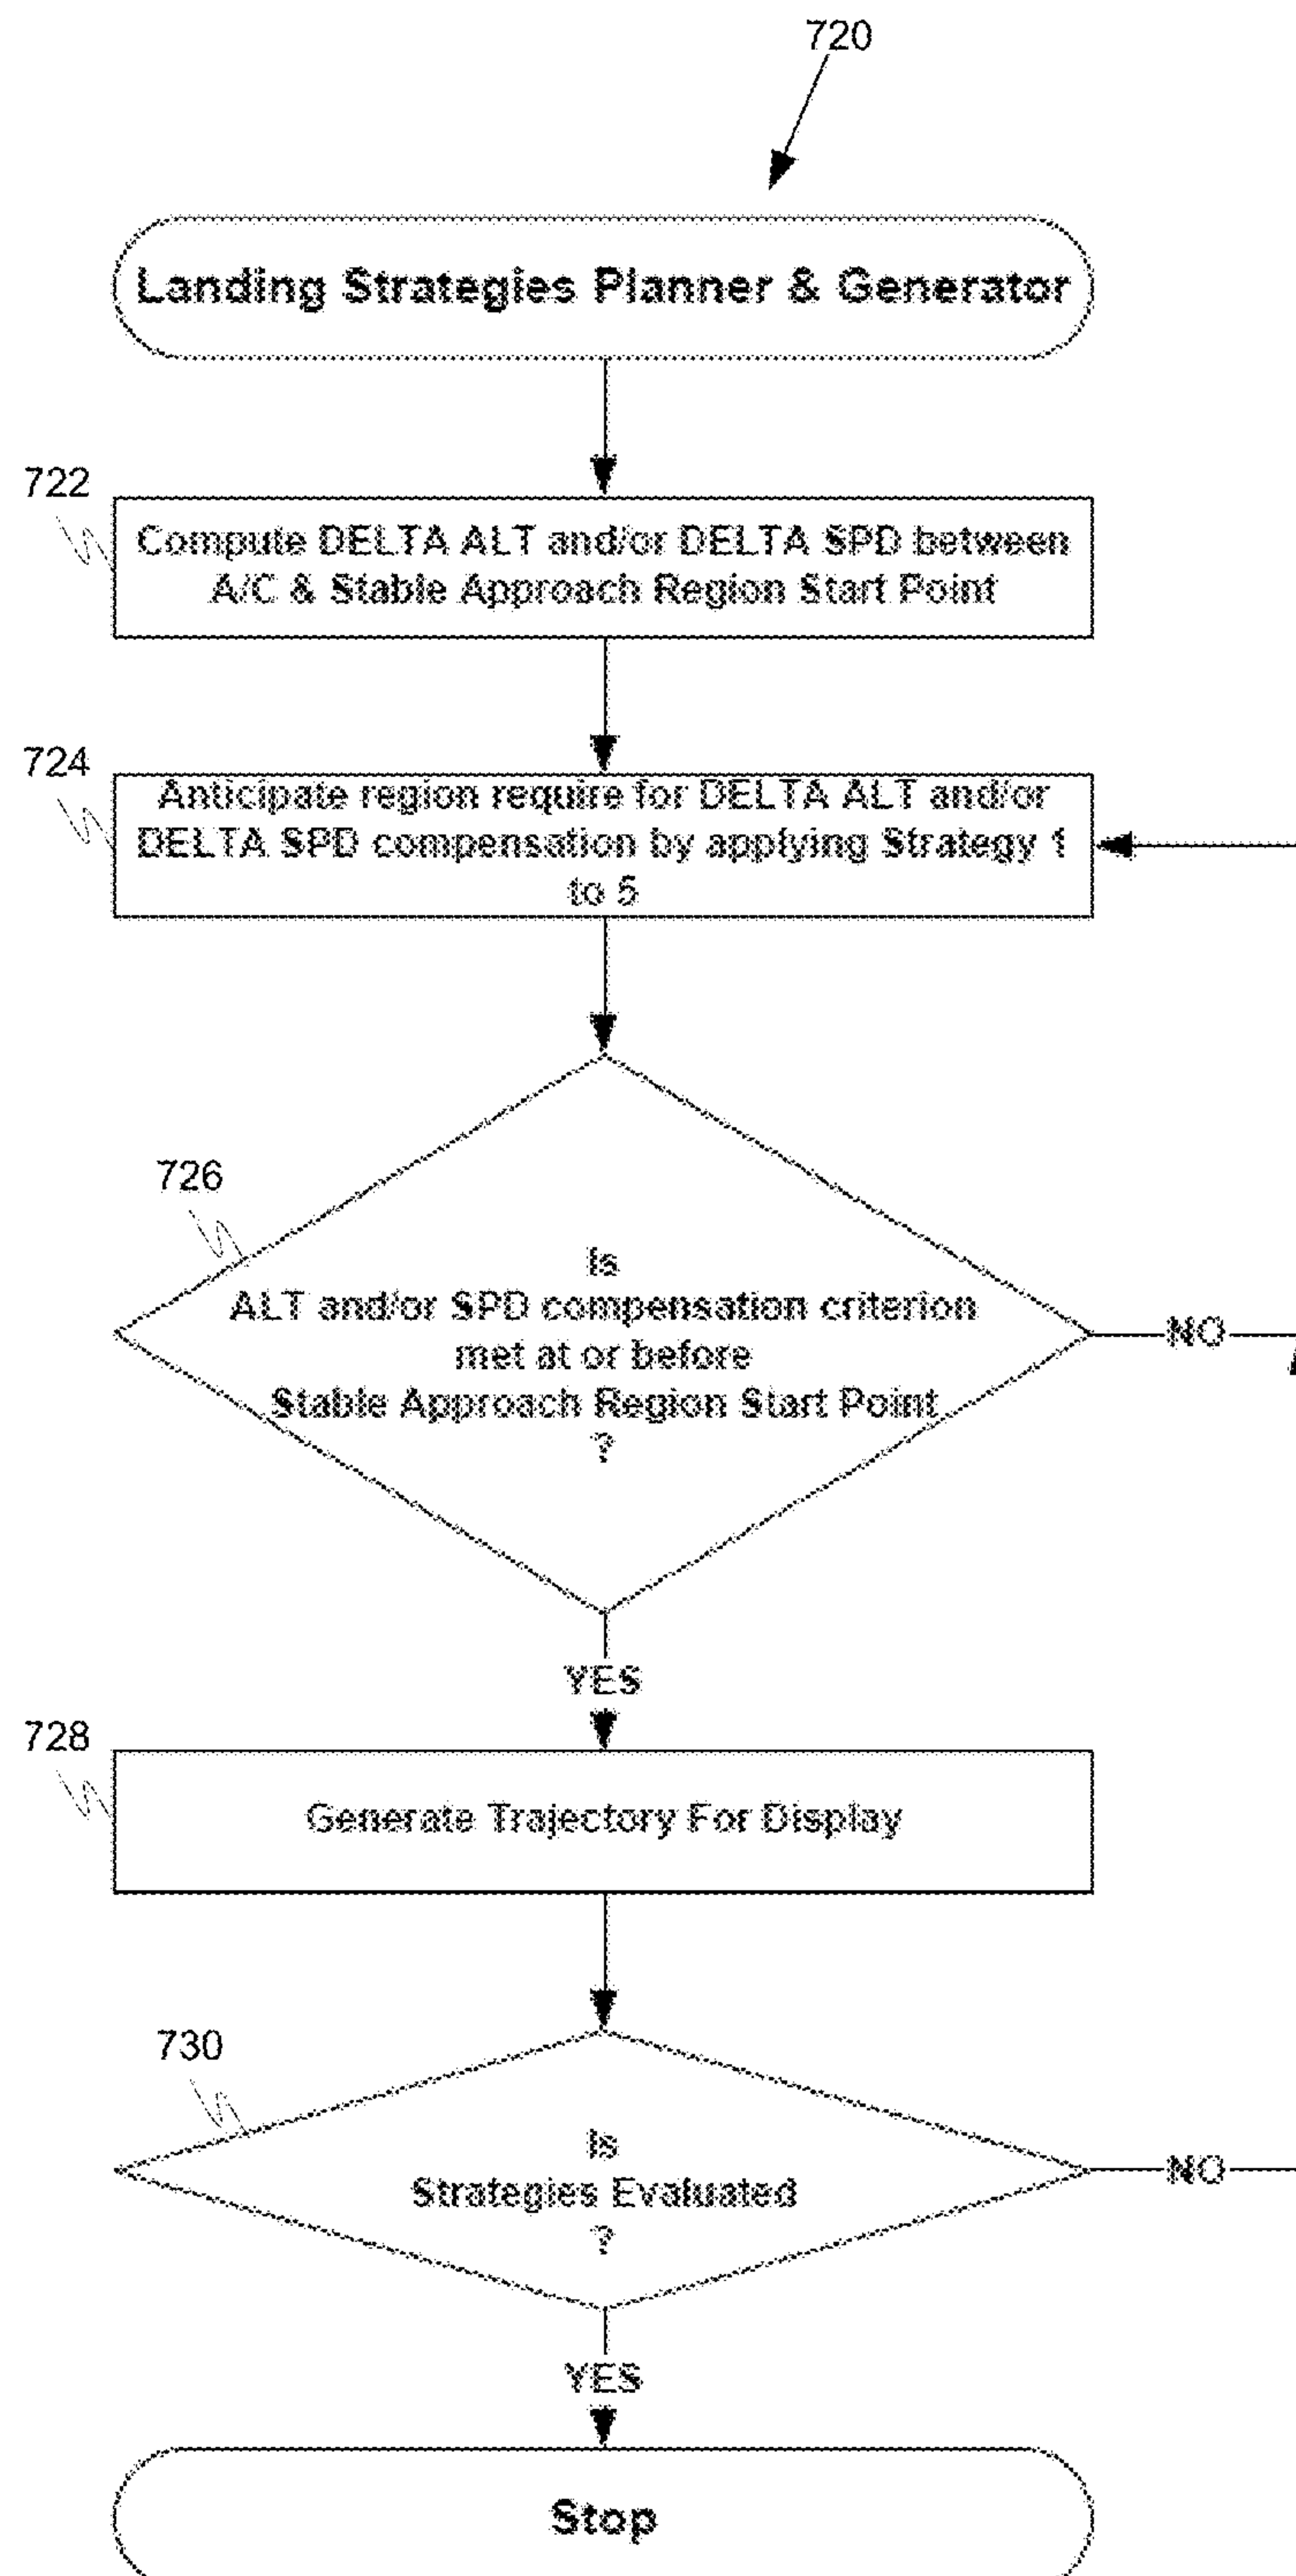 720
Landing Strategies Planner & Generator
722
Compute DELTA ALT and/or DELTA SPD between
A/C & Stable Approach Region Start Point
724
Anticipate region require for DELTA ALT and/or
DELTA SPD compensation by applying Strategy 1
to 5
726
Is
ALT and/or SPD compensation criterion
met at or before
Stable Approach Region Start Point
?
NO
YES
728
Generate Trajectory For Display
730
Is
Strategies Evaluated
?
NO
YES
Stop